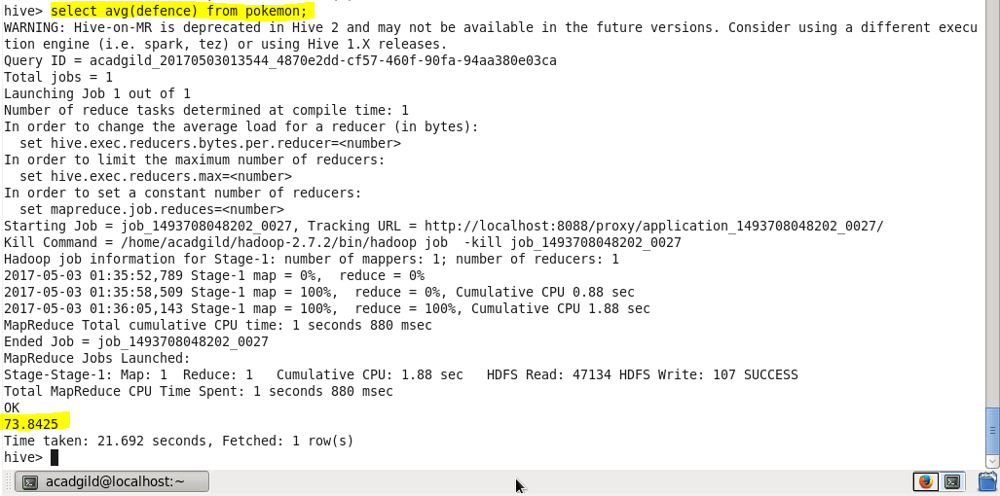 hive> select avg(defence) from pokemon;
WARNING: Hive-on-MR is deprecated in Hive 2 and may not be available in the future versions. Consider using a different execu
tion engine (i.e. spark, tez) or using Hive 1.X releases.
Query ID = acadgild_20170503013544_4870e2dd-cf57-460f-90fa-94aa380e03ca
Total jobs = 1
Launching Job 1 out of 1
Number of reduce tasks determined at compile time: 1
In order to change the average load for a reducer (in bytes):
  set hive.exec.reducers.bytes.per.reducer=<number>
In order to limit the maximum number of reducers:
  set hive.exec.reducers.max=<number>
In order to set a constant number of reducers:
  set mapreduce.job.reduces=<number>
Starting Job = job_1493708048202_0027, Tracking URL = http://localhost:8088/proxy/application_1493708048202_0027/
Kill Command = /home/acadgild/hadoop-2.7.2/bin/hadoop job  -kill job_1493708048202_0027
Hadoop job information for Stage-1: number of mappers: 1; number of reducers: 1
2017-05-03 01:35:52,789 Stage-1 map = 0%,  reduce = 0%
2017-05-03 01:35:58,509 Stage-1 map = 100%,  reduce = 0%, Cumulative CPU 0.88 sec
2017-05-03 01:36:05,143 Stage-1 map = 100%,  reduce = 100%, Cumulative CPU 1.88 sec
MapReduce Total cumulative CPU time: 1 seconds 880 msec
Ended Job = job_1493708048202_0027
MapReduce Jobs Launched:
Stage-Stage-1: Map: 1  Reduce: 1   Cumulative CPU: 1.88 sec   HDFS Read: 47134 HDFS Write: 107 SUCCESS
Total MapReduce CPU Time Spent: 1 seconds 880 msec
OK
73.8425
Time taken: 21.692 seconds, Fetched: 1 row(s)
hive>
acadgild@localhost:~